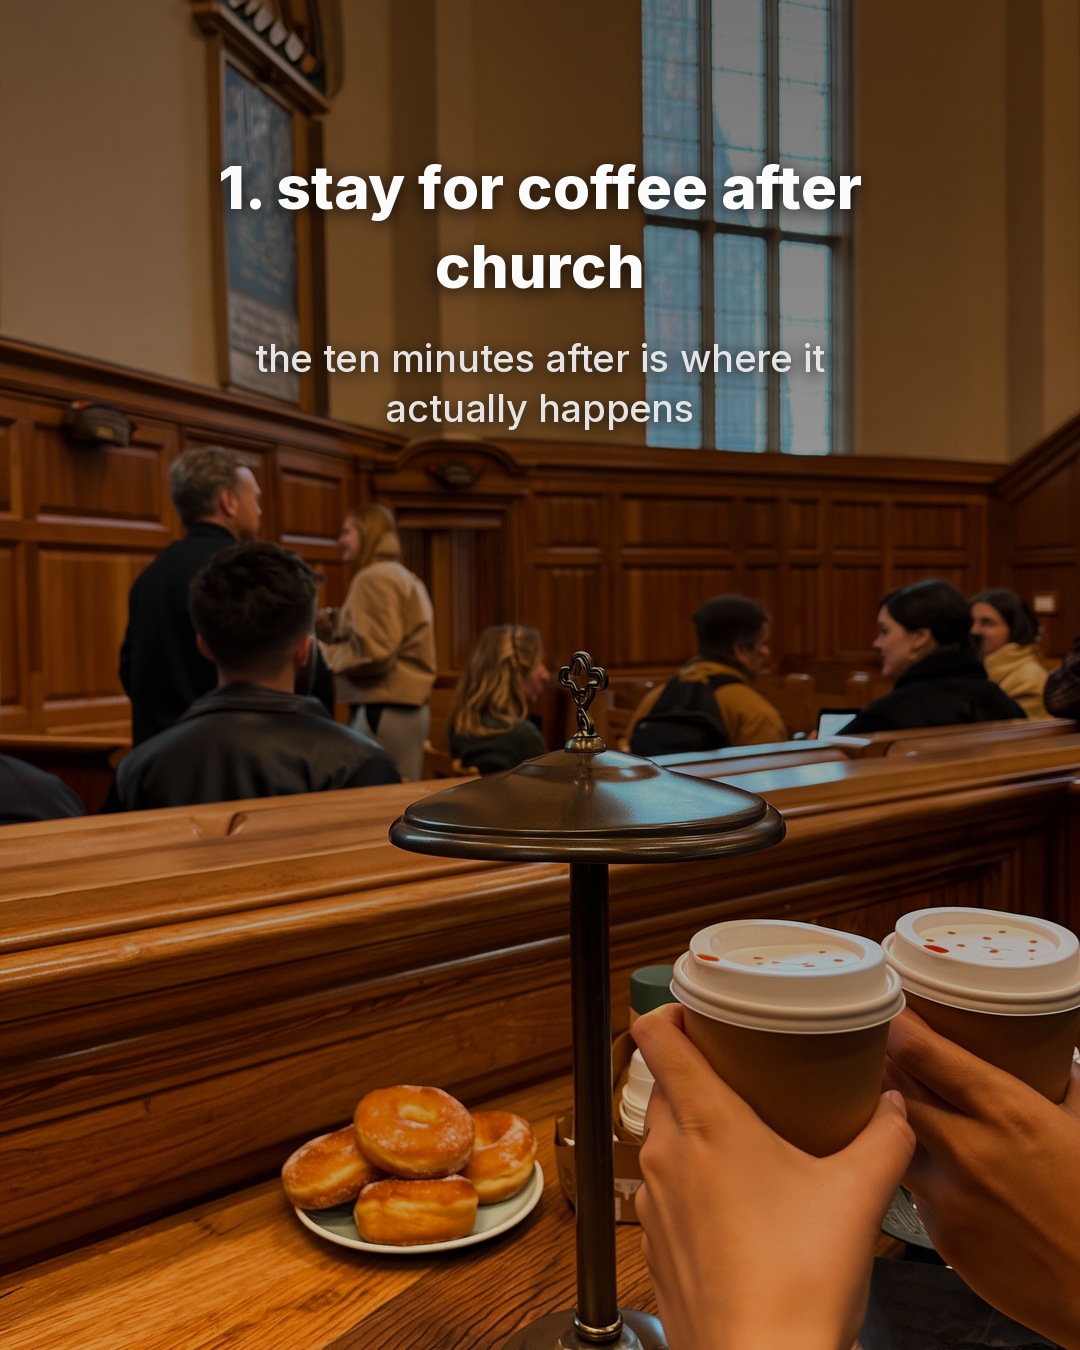 1. stay for coffee after
church
the ten minutes after is where it
actually happens